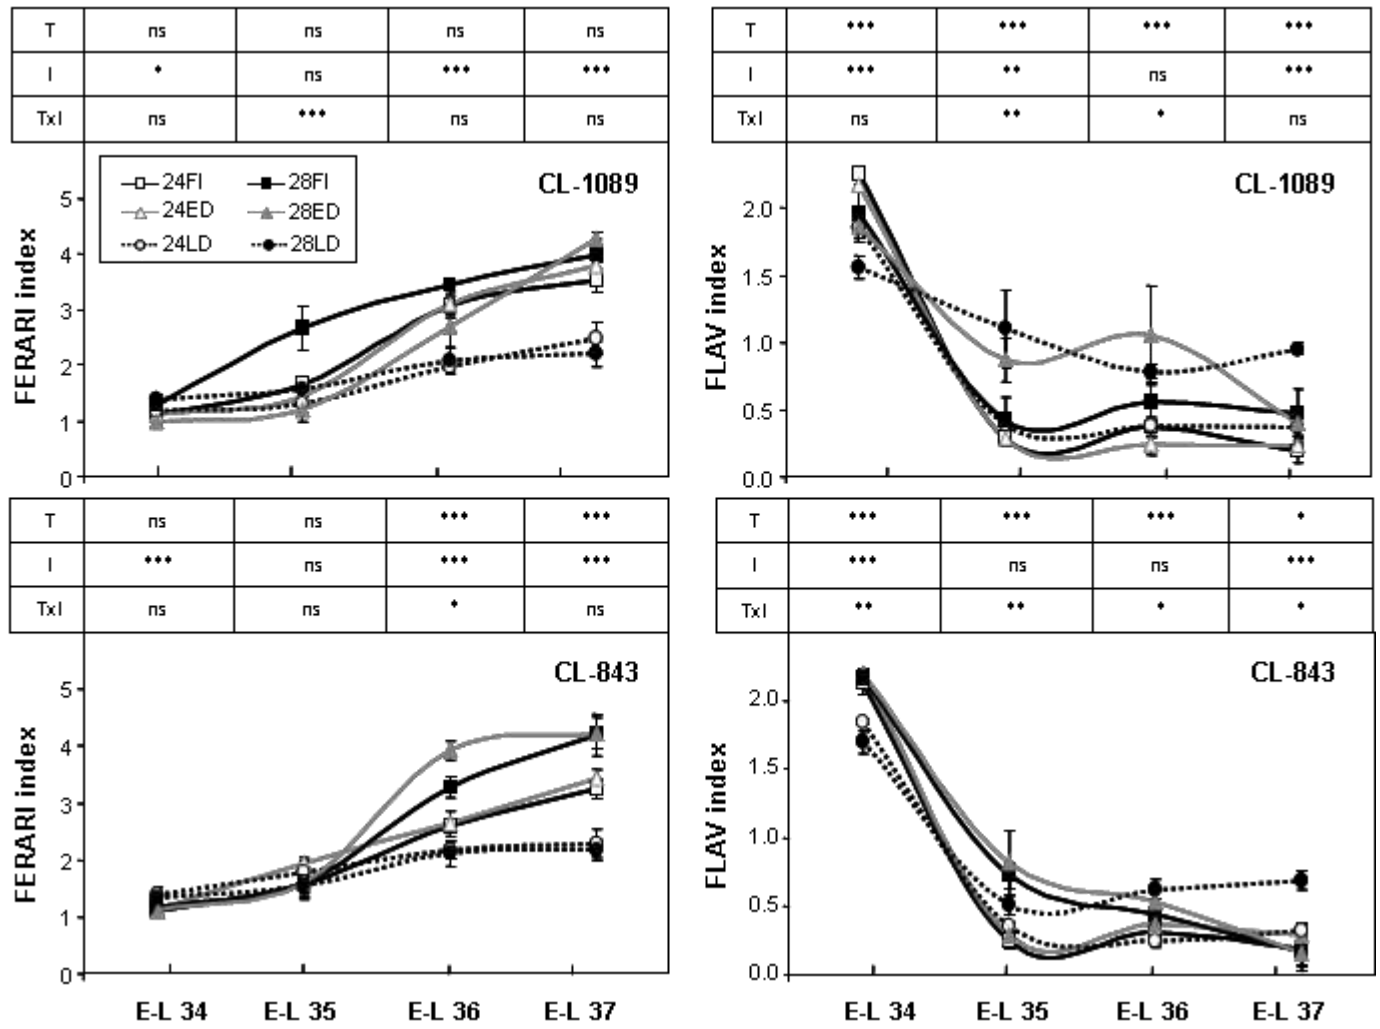 T ns ns ns ns
I * ns *** ***
TxI ns *** ns ns
CL-1089
24FI 28FI
24ED 28ED
24LD 28LD
FERARI index
5
4
3
2
1
0
T *** *** *** ***
I *** ** ns ***
TxI ns ** * ns
CL-1089
FLAV index
2.0
1.5
1.0
0.5
0.0
T ns ns *** ***
I *** ns *** ***
TxI ns ns * ns
CL-843
FERARI index
5
4
3
2
1
0
E-L 34 E-L 35 E-L 36 E-L 37
T *** *** *** *
I *** ns ns ***
TxI ** ** * *
CL-843
FLAV index
2.0
1.5
1.0
0.5
0.0
E-L 34 E-L 35 E-L 36 E-L 37